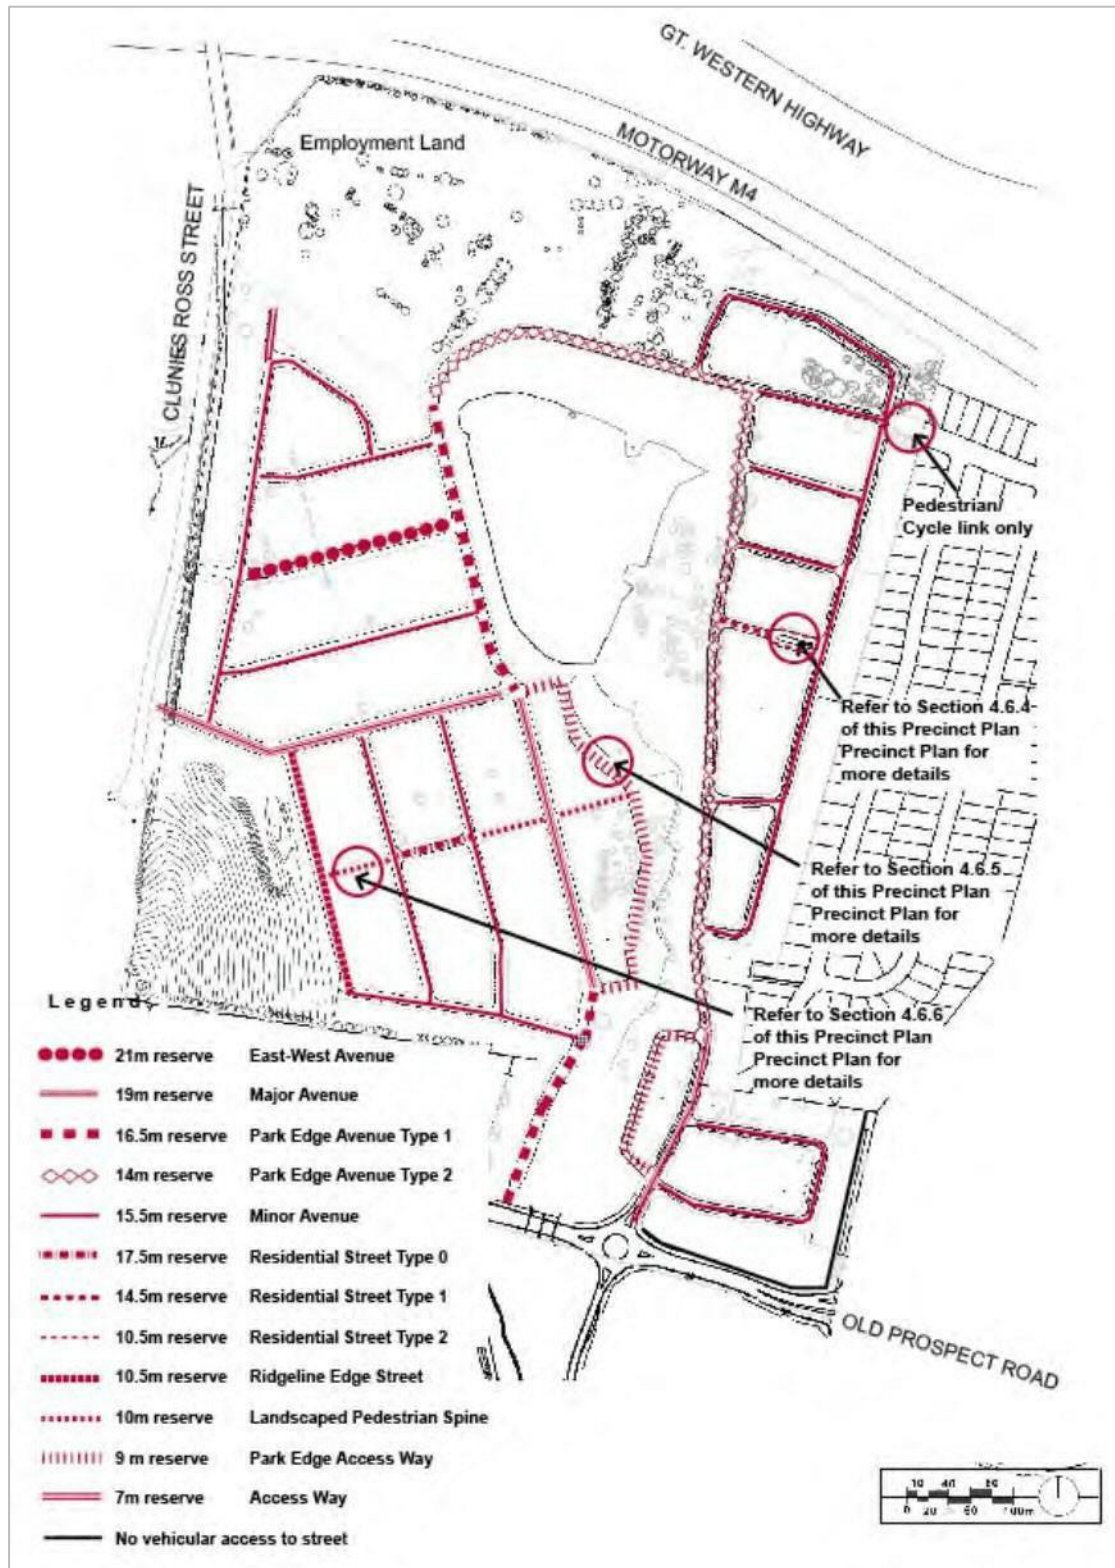 GT. WESTERN HIGHWAY
MOTORWAY M4
Employment Land
CLUNIES ROSS STREET
Pedestrian/
Cycle link only
Refer to Section 4.6.4
of this Precinct Plan
Precinct Plan for
more details
Refer to Section 4.6.5
of this Precinct Plan
Precinct Plan for
more details
Refer to Section 4.6.6
of this Precinct Plan
Precinct Plan for
more details
OLD PROSPECT ROAD
Legend
21m reserve East-West Avenue
19m reserve Major Avenue
16.5m reserve Park Edge Avenue Type 1
14m reserve Park Edge Avenue Type 2
15.5m reserve Minor Avenue
17.5m reserve Residential Street Type 0
14.5m reserve Residential Street Type 1
10.5m reserve Residential Street Type 2
10.5m reserve Ridgeline Edge Street
10m reserve Landscaped Pedestrian Spine
9 m reserve Park Edge Access Way
7m reserve Access Way
No vehicular access to street
10 40 80
0 20 60 100m